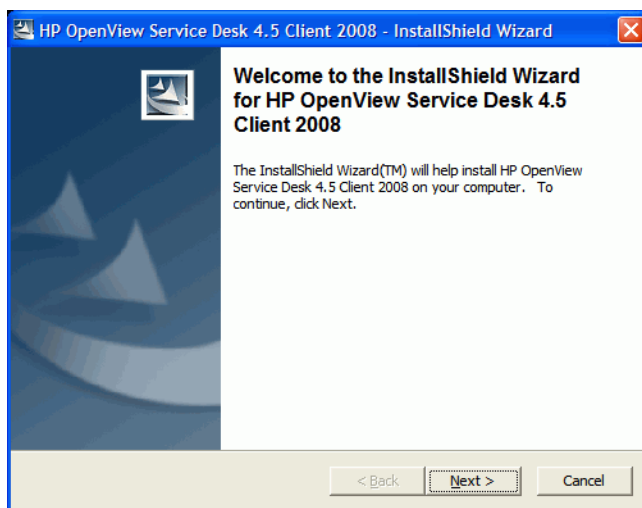 HP OpenView Service Desk 4.5 Client 2008 - InstallShield Wizard
Welcome to the InstallShield Wizard
for HP OpenView Service Desk 4.5
Client 2008
The InstallShield Wizard(TM) will help install HP OpenView
Service Desk 4.5 Client 2008 on your computer. To
continue, click Next.
< Back Next > Cancel